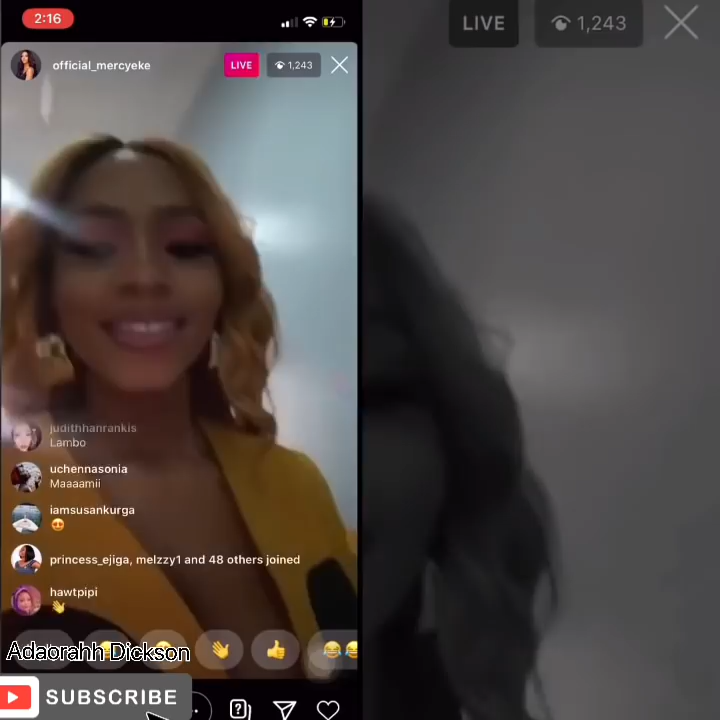 2:16
official_mercyeke
LIVE
1,243
LIVE
1,243
judithhanrankis
Lambo
uchennasonia
Maaaamii
iamsusankurga
😍
princess_ejiga, melzzy1 and 48 others joined
hawtpipi
👋
Adaorahh Dickson
SUBSCRIBE